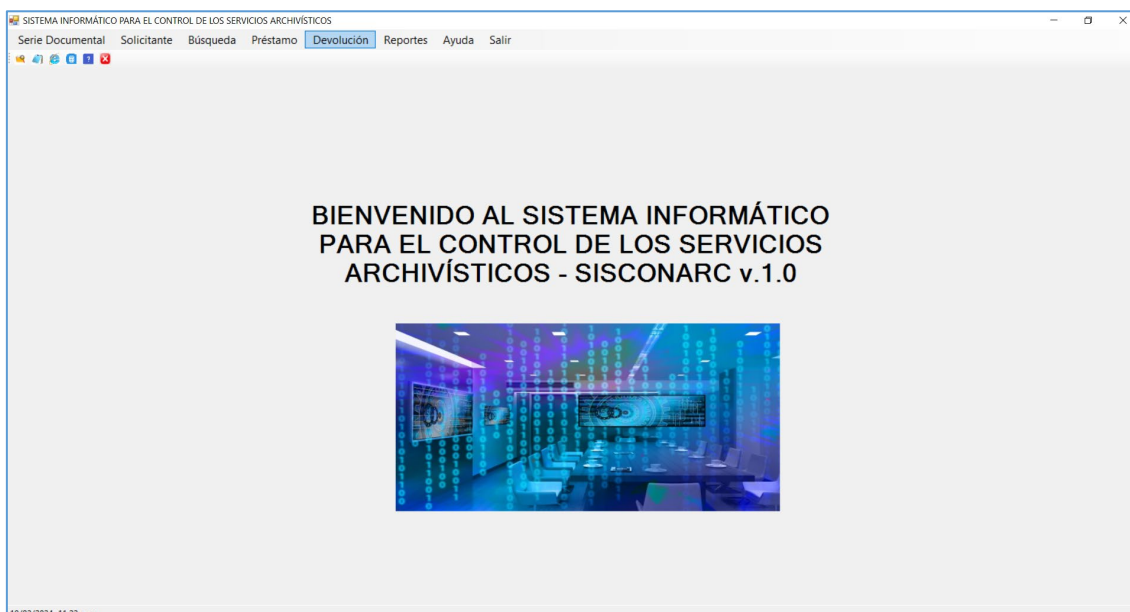 SISTEMA INFORMÁTICO PARA EL CONTROL DE LOS SERVICIOS ARCHIVÍSTICOS
Serie Documental Solicitante Búsqueda Préstamo Devolución Reportes Ayuda Salir
BIENVENIDO AL SISTEMA INFORMÁTICO
PARA EL CONTROL DE LOS SERVICIOS
ARCHIVÍSTICOS - SISCONARC v.1.0